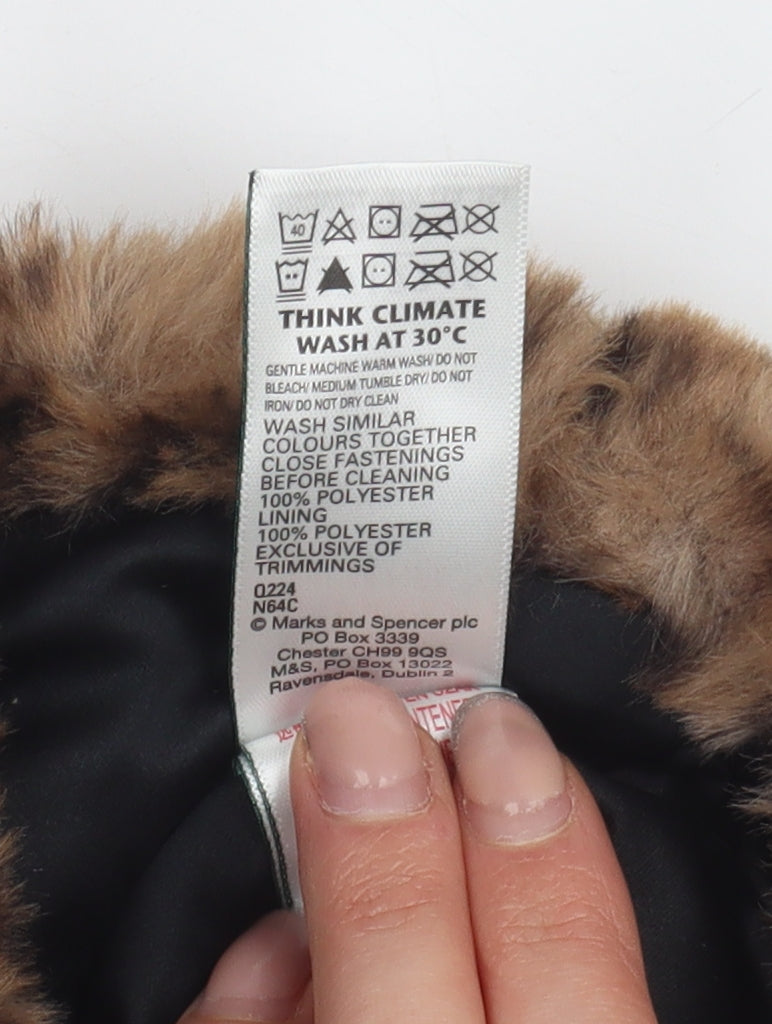 40
THINK CLIMATE
WASH AT 30°C
GENTLE MACHINE WARM WASH/ DO NOT
BLEACH/ MEDIUM TUMBLE DRY/ DO NOT
IRON/ DO NOT DRY CLEAN
WASH SIMILAR
COLOURS TOGETHER
CLOSE FASTENINGS
BEFORE CLEANING
100% POLYESTER
LINING
100% POLYESTER
EXCLUSIVE OF
TRIMMINGS
Q224
N64C
© Marks and Spencer plc
PO Box 3339
Chester CH99 9QS
M&S, PO Box 13022
Ravensdale, Dublin 2